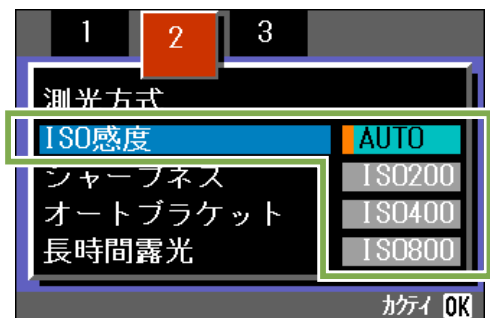 1 2 3
測光方式
ISO感度 AUTO
シャープネス ISO200
オートブラケット ISO400
長時間露光 ISO800
カクテイ OK